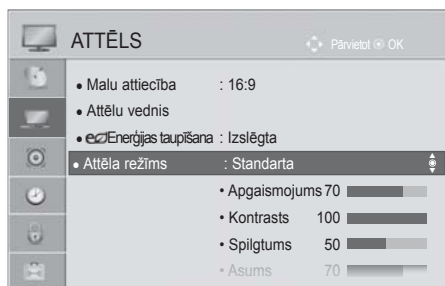 ATTĒLS
Pārvietot OK
• Malu attiecība : 16:9
• Attēlu vednis
• eco Enerģijas taupīšana : Izslēgta
• Attēla režīms : Standarta
• Apgaismojums 70
• Kontrasts 100
• Spilgtums 50
• Asums 70